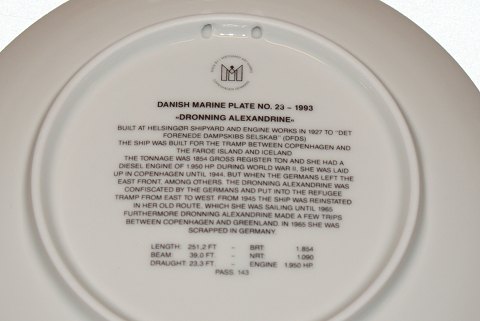 DANISH MARINE PLATE NO. 23 – 1993
«DRONNING ALEXANDRINE»
BUILT AT HELSINGØR SHIPYARD AND ENGINE WORKS IN 1927 TO "DET
FORENEDE DAMPSKIBS SELSKAB" (DFDS)
THE SHIP WAS BUILT FOR THE TRAMP BETWEEN COPENHAGEN AND
THE FAROE ISLAND AND ICELAND
THE TONNAGE WAS 1854 GROSS REGISTER TON AND SHE HAD A
DIESEL ENGINE OF 1.950 HP DURING WORLD WAR II, SHE WAS LAID
UP IN COPENHAGEN UNTIL 1944. BUT WHEN THE GERMANS LEFT THE
EAST FRONT, AMONG OTHERS THE DRONNING ALEXANDRINE WAS
CONFISCATED BY THE GERMANS AND PUT INTO THE REFUGEE
TRAMP FROM EAST TO WEST. FROM 1945 THE SHIP WAS REINSTATED
IN HER OLD ROUTE, WHICH SHE WAS SAILING UNTIL 1965
FURTHERMORE DRONNING ALEXANDRINE MADE A FEW TRIPS
BETWEEN COPENHAGEN AND GREENLAND. IN 1965 SHE WAS
SCRAPPED IN GERMANY
LENGTH: 251,2 FT – BRT: 1.854
BEAM: 39,0 FT – NRT: 1.090
DRAUGHT: 23,3 FT – ENGINE 1.950 HP
PASS. 143